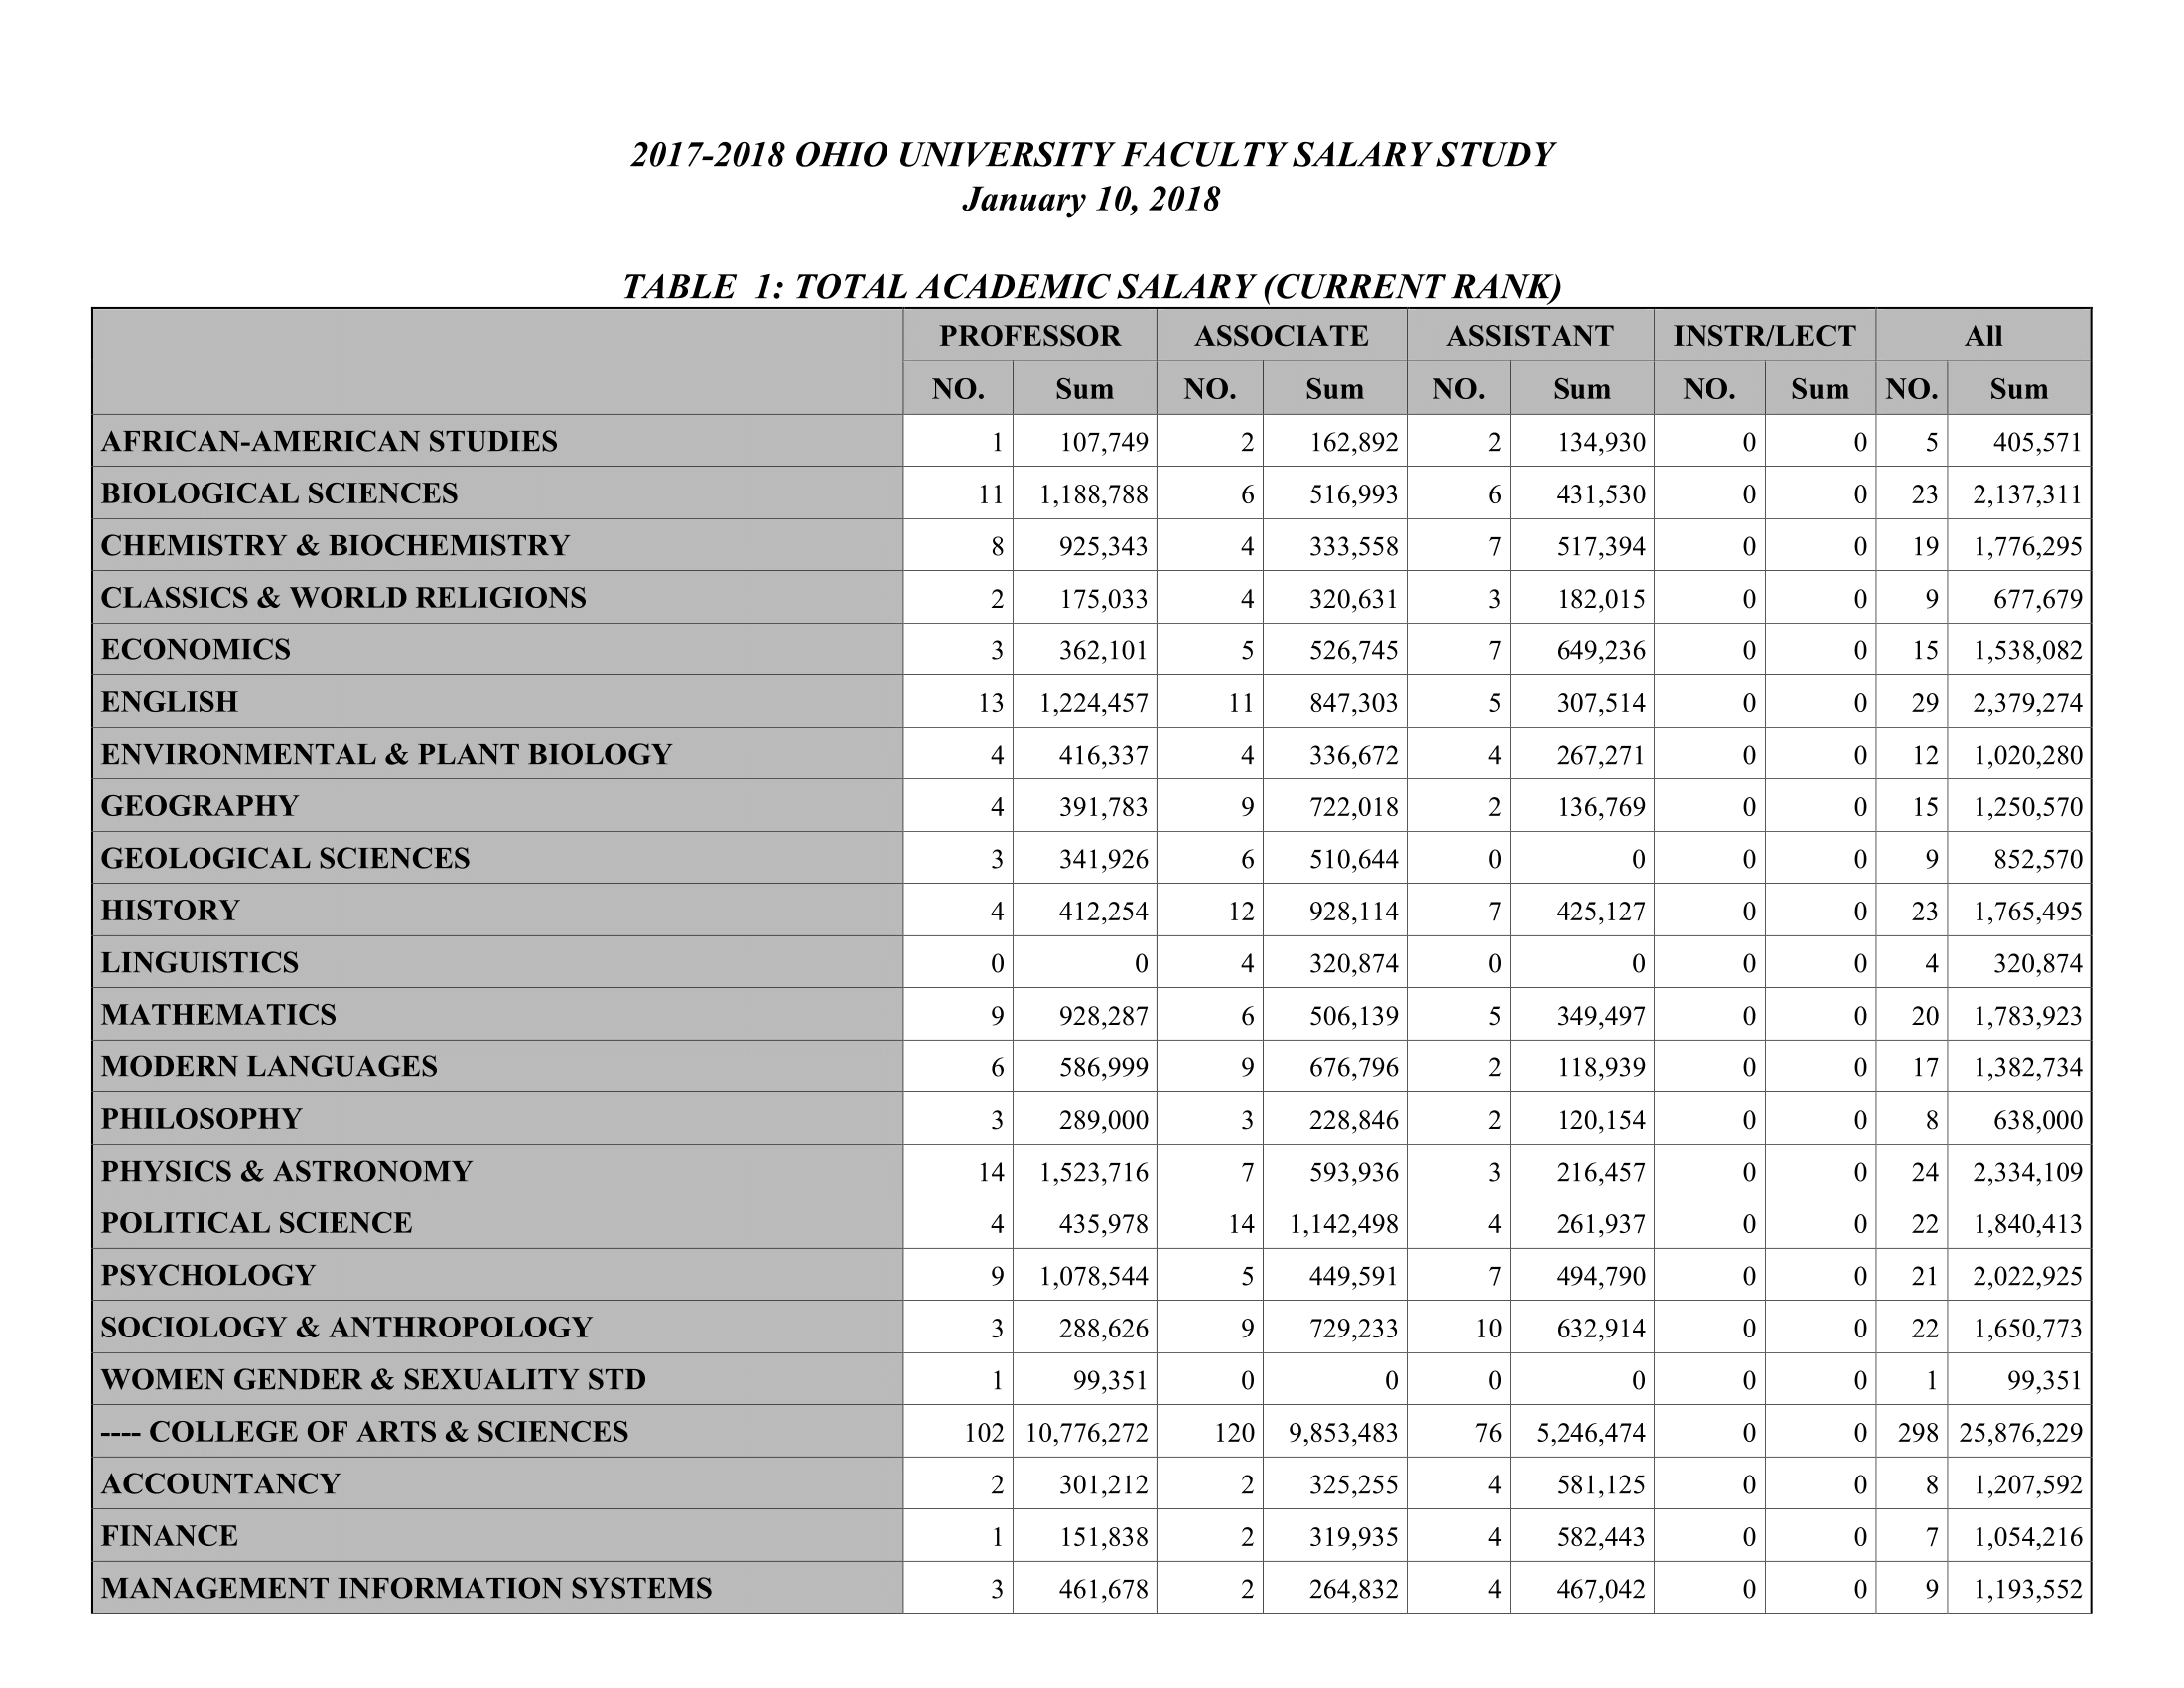 2017-2018 OHIO UNIVERSITY FACULTY SALARY STUDY
January 10, 2018
TABLE 1: TOTAL ACADEMIC SALARY (CURRENT RANK)
PROFESSOR ASSOCIATE ASSISTANT INSTR/LECT All
NO. Sum NO. Sum NO. Sum NO. Sum NO. Sum
AFRICAN-AMERICAN STUDIES 1 107,749 2 162,892 2 134,930 0 0 5 405,571
BIOLOGICAL SCIENCES 11 1,188,788 6 516,993 6 431,530 0 0 23 2,137,311
CHEMISTRY & BIOCHEMISTRY 8 925,343 4 333,558 7 517,394 0 0 19 1,776,295
CLASSICS & WORLD RELIGIONS 2 175,033 4 320,631 3 182,015 0 0 9 677,679
ECONOMICS 3 362,101 5 526,745 7 649,236 0 0 15 1,538,082
ENGLISH 13 1,224,457 11 847,303 5 307,514 0 0 29 2,379,274
ENVIRONMENTAL & PLANT BIOLOGY 4 416,337 4 336,672 4 267,271 0 0 12 1,020,280
GEOGRAPHY 4 391,783 9 722,018 2 136,769 0 0 15 1,250,570
GEOLOGICAL SCIENCES 3 341,926 6 510,644 0 0 0 0 9 852,570
HISTORY 4 412,254 12 928,114 7 425,127 0 0 23 1,765,495
LINGUISTICS 0 0 4 320,874 0 0 0 0 4 320,874
MATHEMATICS 9 928,287 6 506,139 5 349,497 0 0 20 1,783,923
MODERN LANGUAGES 6 586,999 9 676,796 2 118,939 0 0 17 1,382,734
PHILOSOPHY 3 289,000 3 228,846 2 120,154 0 0 8 638,000
PHYSICS & ASTRONOMY 14 1,523,716 7 593,936 3 216,457 0 0 24 2,334,109
POLITICAL SCIENCE 4 435,978 14 1,142,498 4 261,937 0 0 22 1,840,413
PSYCHOLOGY 9 1,078,544 5 449,591 7 494,790 0 0 21 2,022,925
SOCIOLOGY & ANTHROPOLOGY 3 288,626 9 729,233 10 632,914 0 0 22 1,650,773
WOMEN GENDER & SEXUALITY STD 1 99,351 0 0 0 0 0 0 1 99,351
---- COLLEGE OF ARTS & SCIENCES 102 10,776,272 120 9,853,483 76 5,246,474 0 0 298 25,876,229
ACCOUNTANCY 2 301,212 2 325,255 4 581,125 0 0 8 1,207,592
FINANCE 1 151,838 2 319,935 4 582,443 0 0 7 1,054,216
MANAGEMENT INFORMATION SYSTEMS 3 461,678 2 264,832 4 467,042 0 0 9 1,193,552